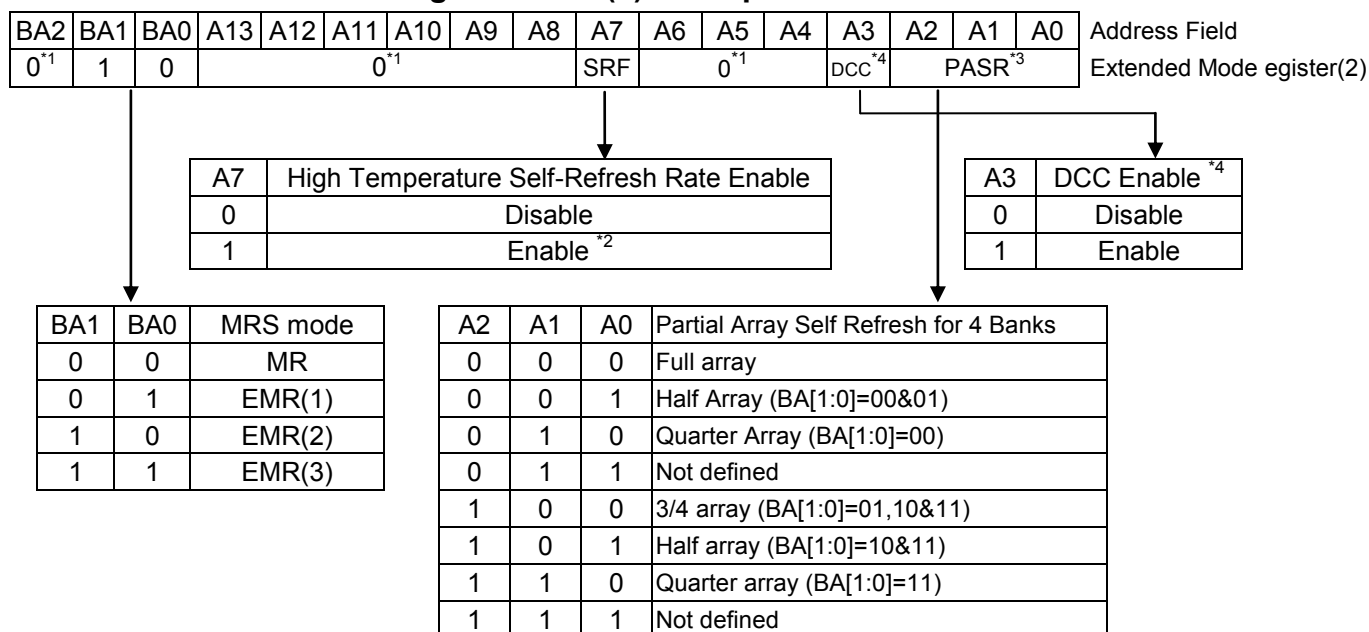 BA2 BA1 BA0 A13 A12 A11 A10 A9 A8 A7 A6 A5 A4 A3 A2 A1 A0 Address Field
0*1 1 0 0*1 SRF 0*1 DCC*4 PASR*3 Extended Mode egister(2)
A7 High Temperature Self-Refresh Rate Enable
0 Disable
1 Enable *2
A3 DCC Enable *4
0 Disable
1 Enable
BA1 BA0 MRS mode
0 0 MR
0 1 EMR(1)
1 0 EMR(2)
1 1 EMR(3)
A2 A1 A0 Partial Array Self Refresh for 4 Banks
0 0 0 Full array
0 0 1 Half Array (BA[1:0]=00&01)
0 1 0 Quarter Array (BA[1:0]=00)
0 1 1 Not defined
1 0 0 3/4 array (BA[1:0]=01,10&11)
1 0 1 Half array (BA[1:0]=10&11)
1 1 0 Quarter array (BA[1:0]=11)
1 1 1 Not defined